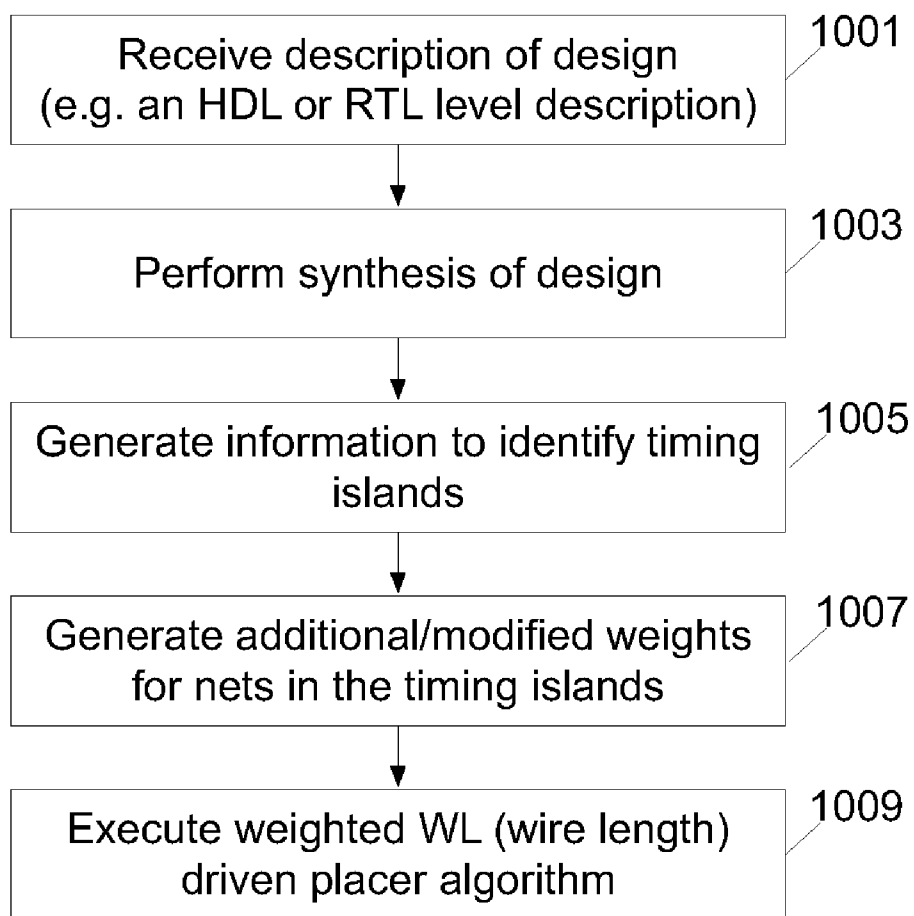 Receive description of design
(e.g. an HDL or RTL level description)
1001
Perform synthesis of design
1003
Generate information to identify timing
islands
1005
Generate additional/modified weights
for nets in the timing islands
1007
Execute weighted WL (wire length)
driven placer algorithm
1009